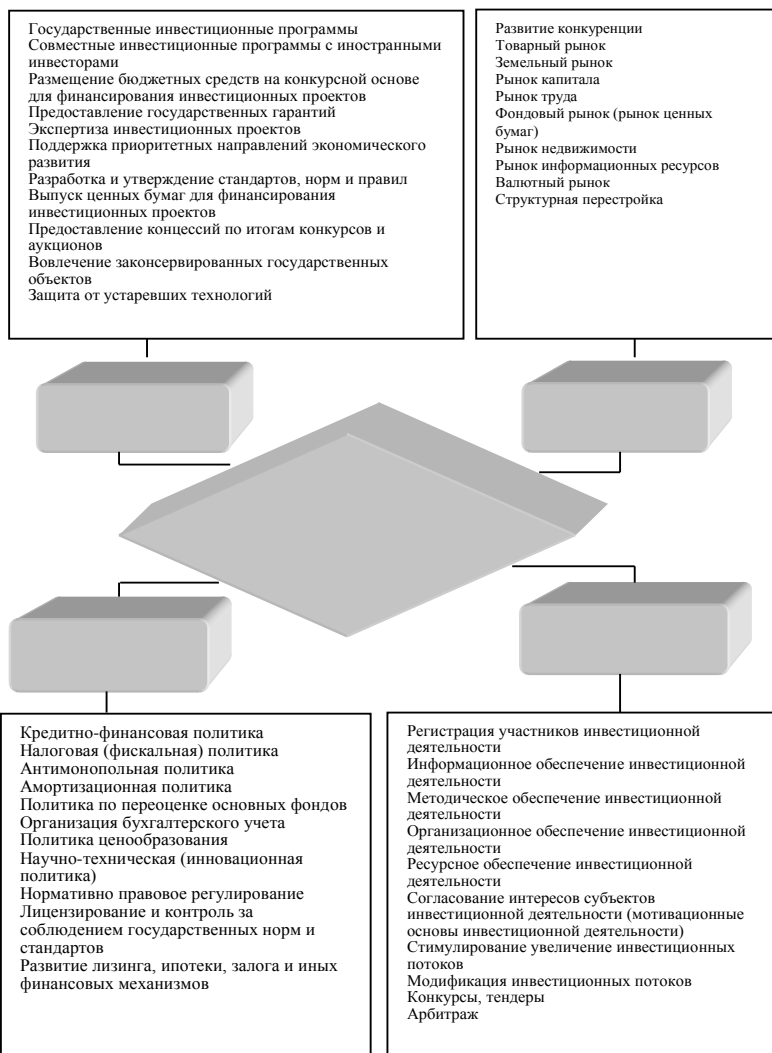 Государственные инвестиционные программы
Совместные инвестиционные программы с иностранными
инвесторами
Размещение бюджетных средств на конкурсной основе
для финансирования инвестиционных проектов
Предоставление государственных гарантий
Экспертиза инвестиционных проектов
Поддержка приоритетных направлений экономического
развития
Разработка и утверждение стандартов, норм и правил
Выпуск ценных бумаг для финансирования
инвестиционных проектов
Предоставление концессий по итогам конкурсов и
аукционов
Вовлечение законсервированных государственных
объектов
Защита от устаревших технологий
Развитие конкуренции
Товарный рынок
Земельный рынок
Рынок капитала
Рынок труда
Фондовый рынок (рынок ценных
бумаг)
Рынок недвижимости
Рынок информационных ресурсов
Валютный рынок
Структурная перестройка
Кредитно-финансовая политика
Налоговая (фискальная) политика
Антимонопольная политика
Амортизационная политика
Политика по переоценке основных фондов
Организация бухгалтерского учета
Политика ценообразования
Научно-техническая (инновационная
политика)
Нормативно правовое регулирование
Лицензирование и контроль за
соблюдением государственных норм и
стандартов
Развитие лизинга, ипотеки, залога и иных
финансовых механизмов
Регистрация участников инвестиционной
деятельности
Информационное обеспечение инвестиционной
деятельности
Методическое обеспечение инвестиционной
деятельности
Организационное обеспечение инвестиционной
деятельности
Ресурсное обеспечение инвестиционной
деятельности
Согласование интересов субъектов
инвестиционной деятельности (мотивационные
основы инвестиционной деятельности)
Стимулирование увеличение инвестиционных
потоков
Модификация инвестиционных потоков
Конкурсы, тендеры
Арбитраж